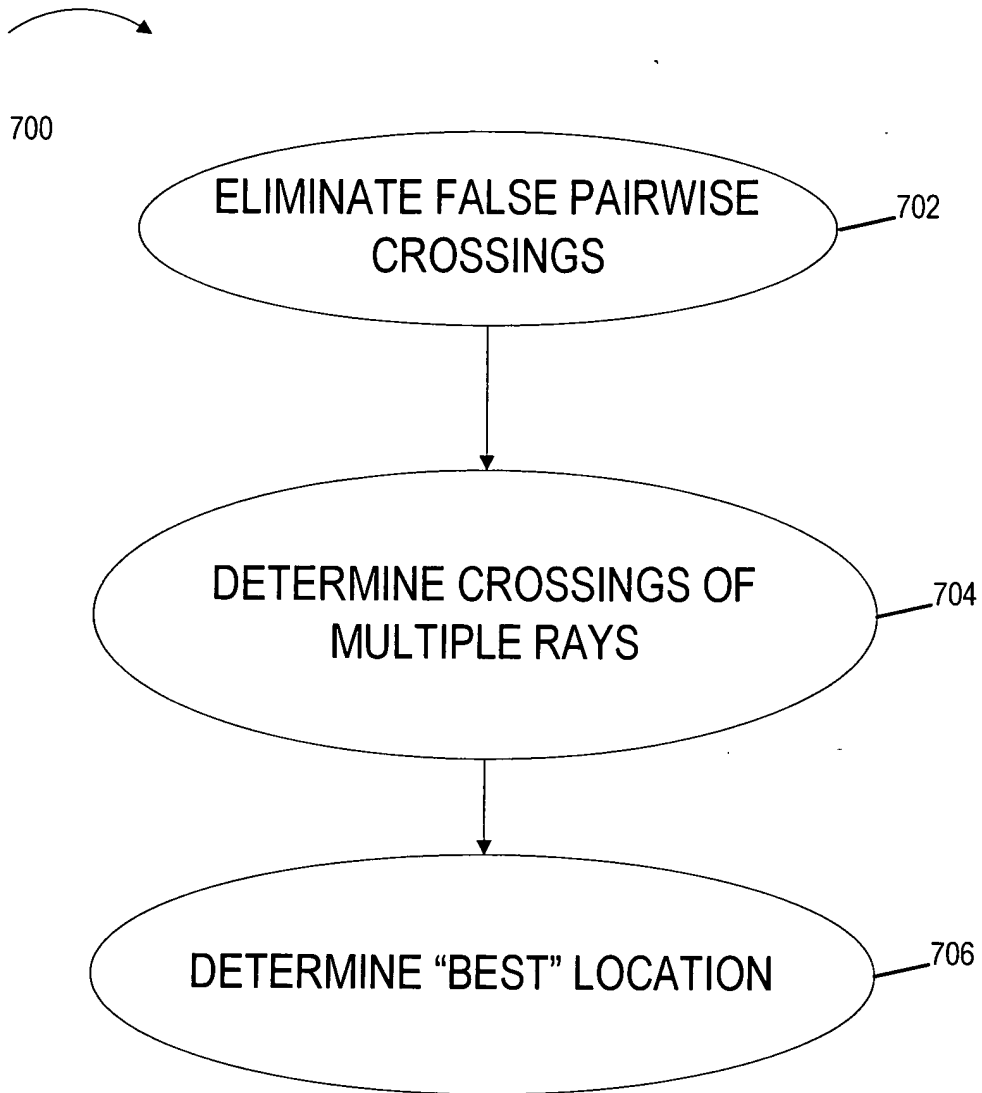 700
ELIMINATE FALSE PAIRWISE
CROSSINGS
702
DETERMINE CROSSINGS OF
MULTIPLE RAYS
704
DETERMINE “BEST” LOCATION
706